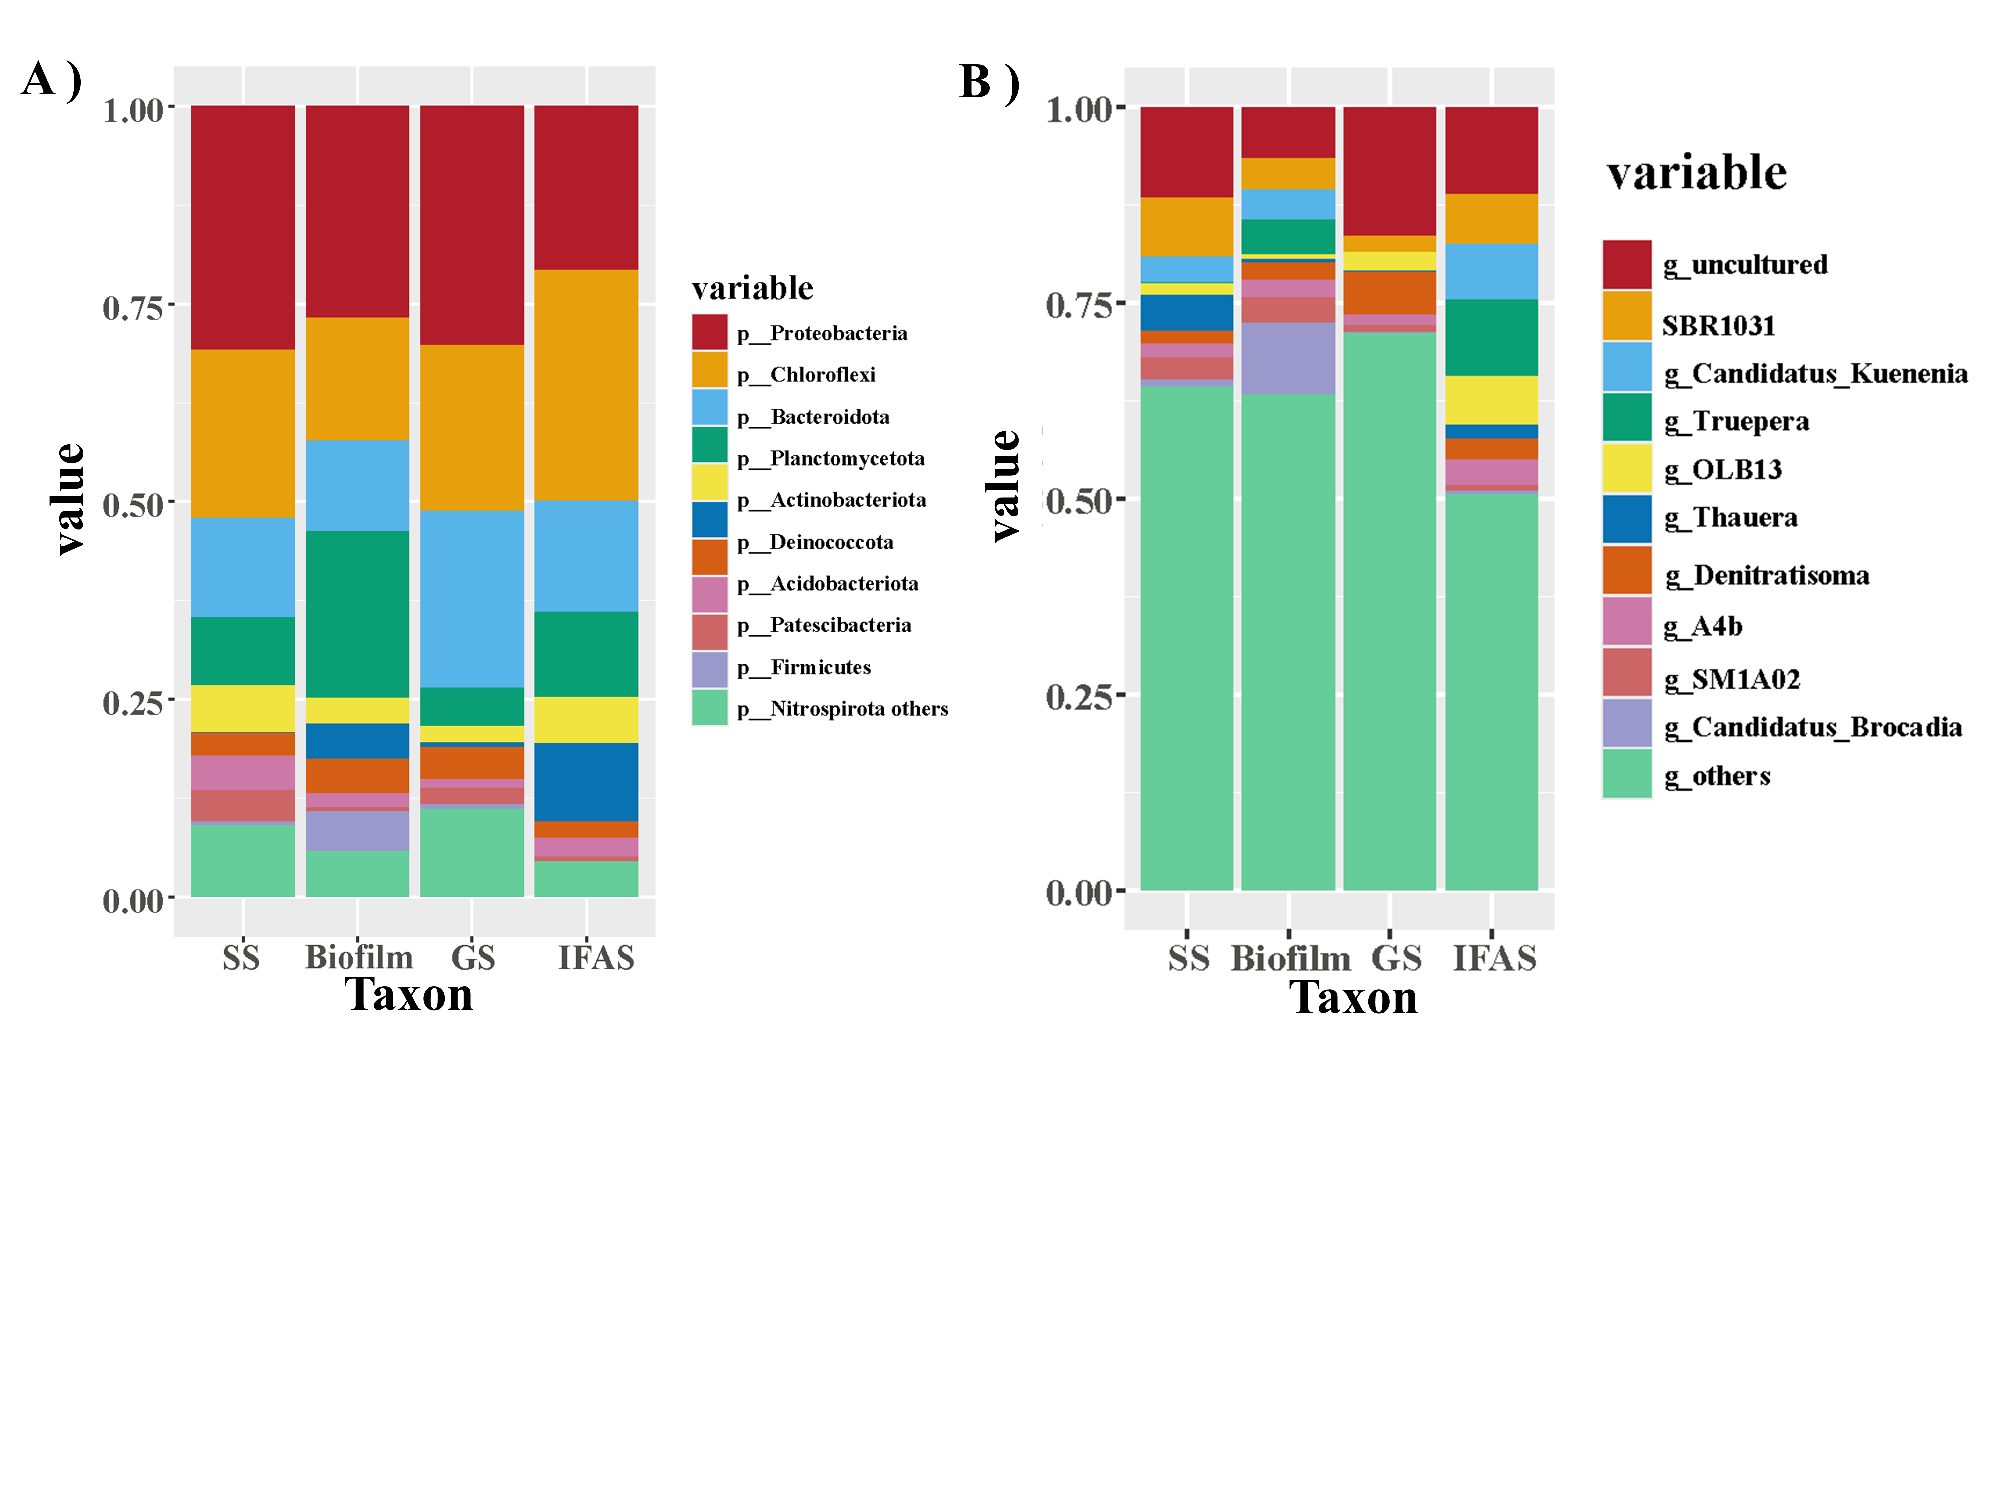 A )
1.00
0.75
0.50
0.25
0.00
value
SS Biofilm GS IFAS
Taxon
variable
p__Proteobacteria
p__Chloroflexi
p__Bacteroidota
p__Planctomycetota
p__Actinobacteriota
p__Deinococcota
p__Acidobacteriota
p__Patescibacteria
p__Firmicutes
p__Nitrospirota others
B )
1.00
0.75
0.50
0.25
0.00
value
SS Biofilm GS IFAS
Taxon
variable
g_uncultured
SBR1031
g_Candidatus_Kuenenia
g_Truepera
g_OLB13
g_Thauera
g_Denitratisoma
g_A4b
g_SM1A02
g_Candidatus_Brocadia
g_others